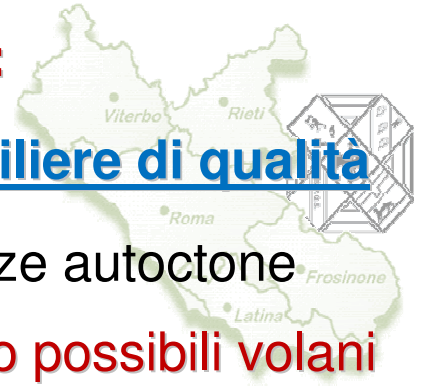 :
Viterbo Rieti
iliere di qualità
Roma
ze autoctone
Frosinone
Latina
o possibili volani